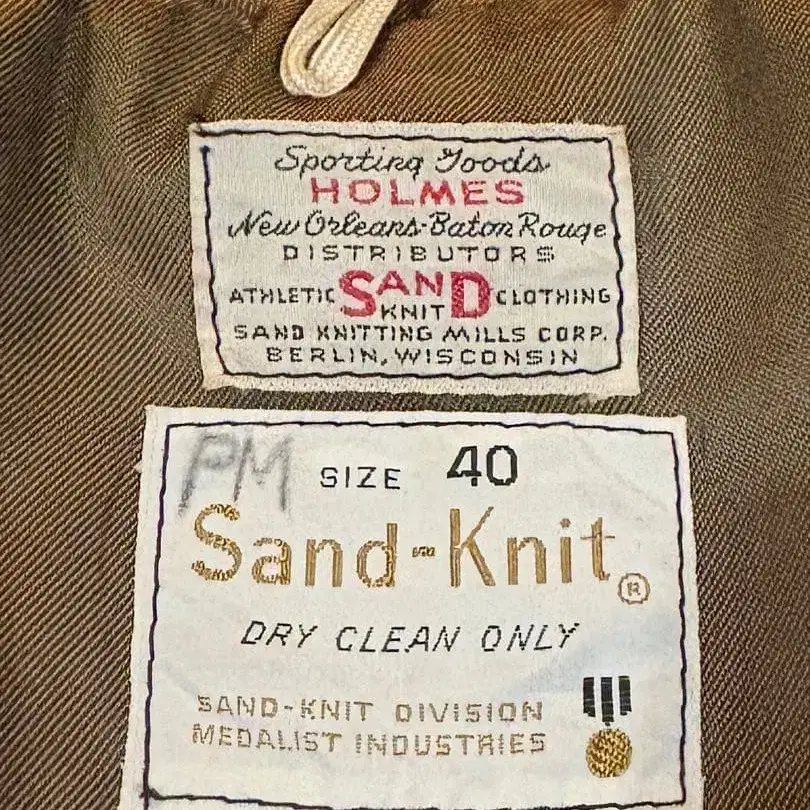 Sporting Goods
HOLMES
New Orleans-Baton Rouge
DISTRIBUTORS
ATHLETIC SAND KNIT CLOTHING
SAND KNITTING MILLS CORP.
BERLIN, WISCONSIN
PM SIZE 40
Sand-Knit®
DRY CLEAN ONLY
SAND-KNIT DIVISION
MEDALIST INDUSTRIES